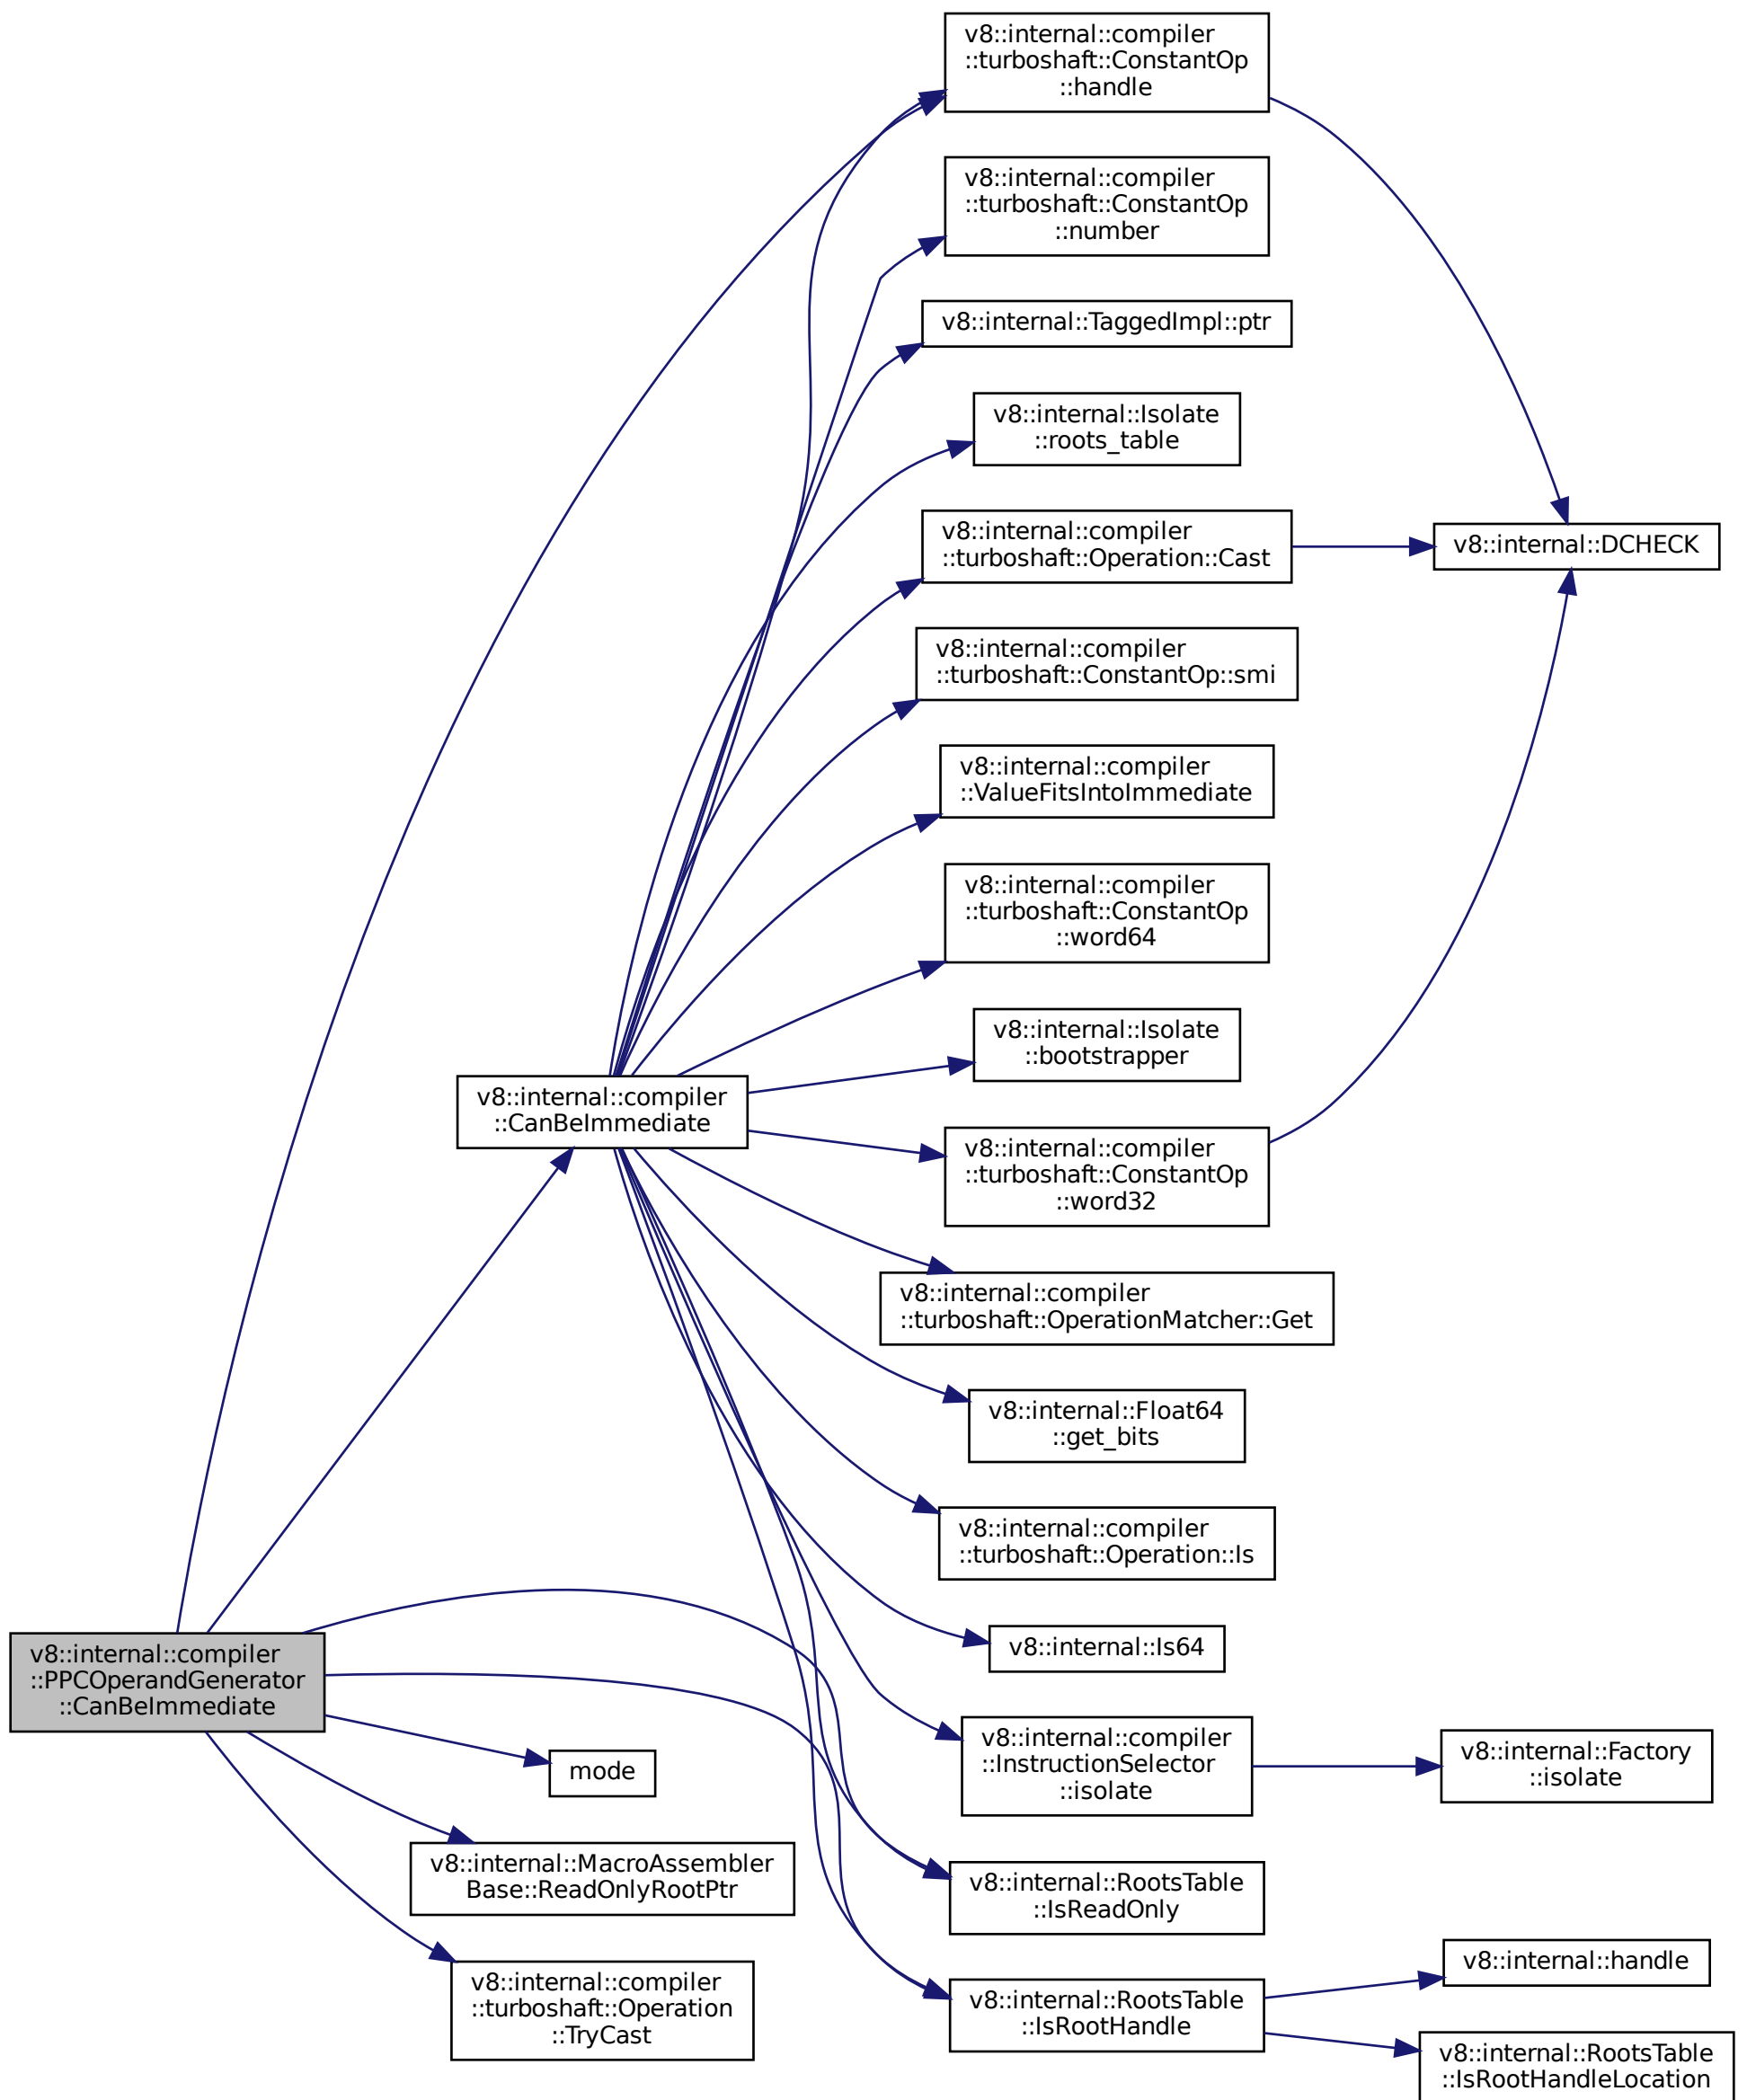 v8::internal::compiler
::turboshaft::ConstantOp
::handle
v8::internal::compiler
::turboshaft::ConstantOp
::number
v8::internal::TaggedImpl::ptr
v8::internal::Isolate
::roots_table
v8::internal::compiler
::turboshaft::Operation::Cast
v8::internal::DCHECK
v8::internal::compiler
::turboshaft::ConstantOp::smi
v8::internal::compiler
::ValueFitsIntoImmediate
v8::internal::compiler
::turboshaft::ConstantOp
::word64
v8::internal::Isolate
::bootstrapper
v8::internal::compiler
::CanBeImmediate
v8::internal::compiler
::turboshaft::ConstantOp
::word32
v8::internal::compiler
::turboshaft::OperationMatcher::Get
v8::internal::Float64
::get_bits
v8::internal::compiler
::turboshaft::Operation::Is
v8::internal::Is64
v8::internal::compiler
::PPCOperandGenerator
::CanBeImmediate
v8::internal::compiler
::InstructionSelector
::isolate
v8::internal::Factory
::isolate
mode
v8::internal::MacroAssembler
Base::ReadOnlyRootPtr
v8::internal::RootsTable
::IsReadOnly
v8::internal::compiler
::turboshaft::Operation
::TryCast
v8::internal::RootsTable
::IsRootHandle
v8::internal::handle
v8::internal::RootsTable
::IsRootHandleLocation